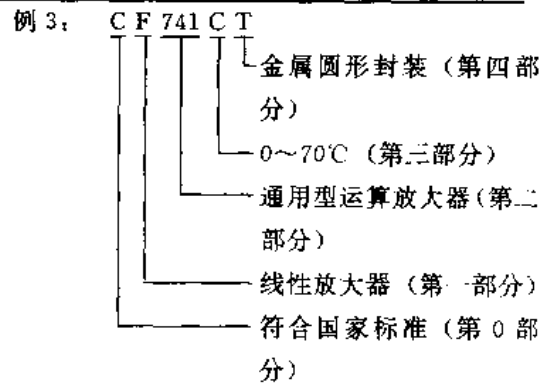 例 3： C F 741 C T
金属圆形封装（第四部
分）
0～70℃（第三部分）
通用型运算放大器（第二
部分）
线性放大器（第一部分）
符合国家标准（第 0 部
分）